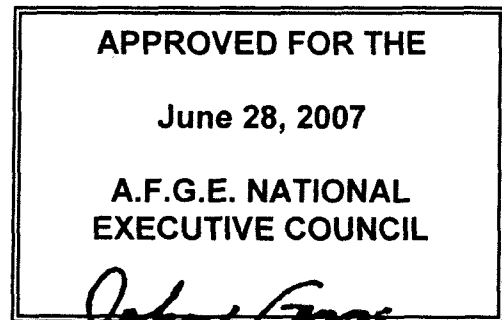 APPROVED FOR THE
June 28, 2007
A.F.G.E. NATIONAL
EXECUTIVE COUNCIL